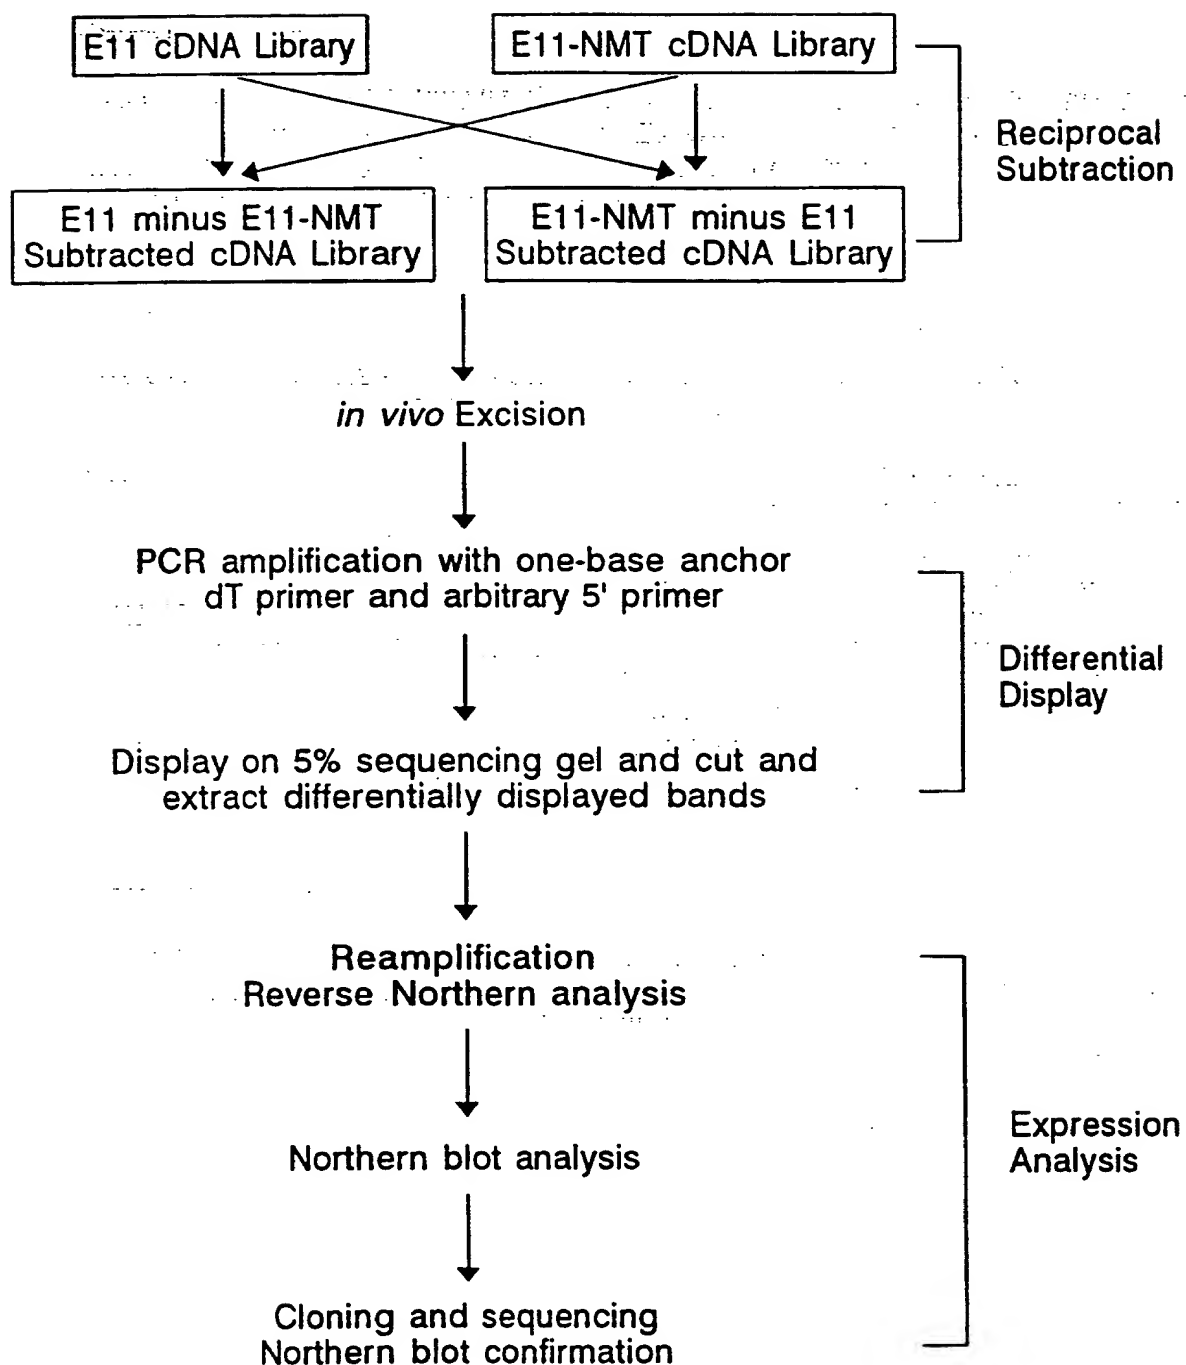 E11 cDNA Library
E11-NMT cDNA Library
Reciprocal
Subtraction
E11 minus E11-NMT
Subtracted cDNA Library
E11-NMT minus E11
Subtracted cDNA Library
in vivo Excision
PCR amplification with one-base anchor
dT primer and arbitrary 5' primer
Differential
Display
Display on 5% sequencing gel and cut and
extract differentially displayed bands
Reamplification
Reverse Northern analysis
Northern blot analysis
Expression
Analysis
Cloning and sequencing
Northern blot confirmation